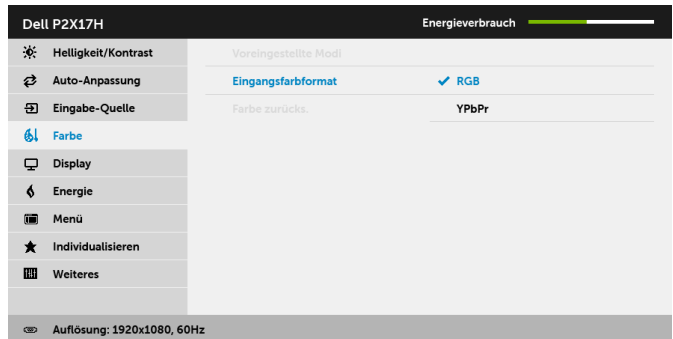 Dell P2X17H Energieverbrauch
Helligkeit/Kontrast Voreingestellte Modi
Auto-Anpassung Eingangsfarbformat RGB
Eingabe-Quelle Farbe zurücks. YPbPr
Farbe
Display
Energie
Menü
Individualisieren
Weiteres
Auflösung: 1920x1080, 60Hz